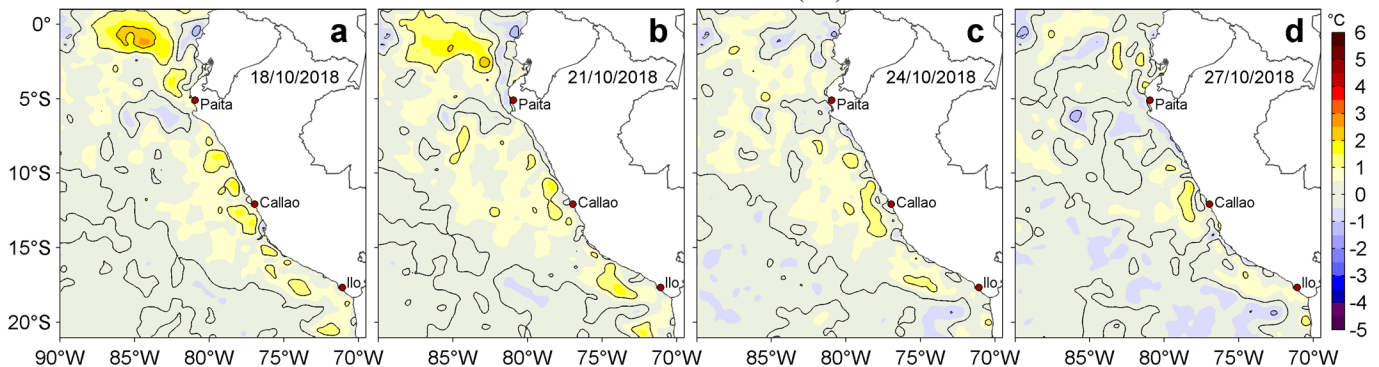 a b c d °C
0° 6
18/10/2018 21/10/2018 24/10/2018 27/10/2018 5
4
5°S Paita Paita Paita Paita 3
2
1
10°S 0
Callao Callao Callao Callao -1
15°S -2
-3
Ilo Ilo Ilo Ilo -4
20°S -5
90°W 85°W 80°W 75°W 70°W 85°W 80°W 75°W 70°W 85°W 80°W 75°W 70°W 85°W 80°W 75°W 70°W